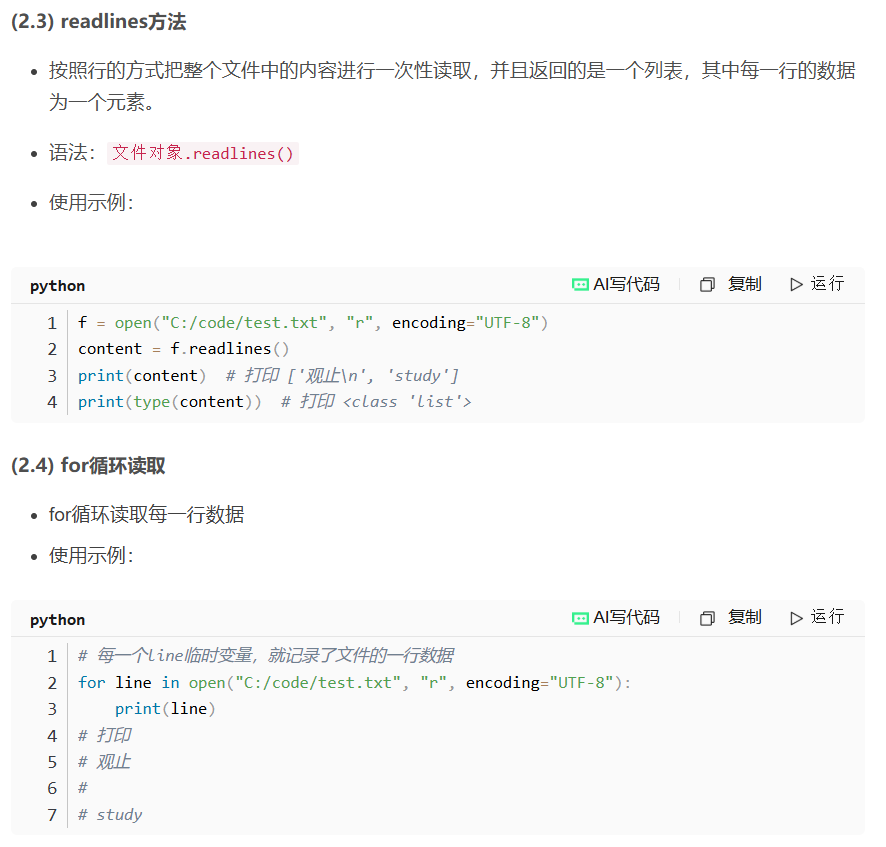 (2.3) readlines方法
按照行的方式把整个文件中的内容进行一次性读取，并且返回的是一个列表，其中每一行的数据
为一个元素。
语法：文件对象.readlines()
使用示例：
python AI写代码 复制 运行
1 f = open("C:/code/test.txt", "r", encoding="UTF-8")
2 content = f.readlines()
3 print(content)  # 打印 ['观止\n', 'study']
4 print(type(content))  # 打印 <class 'list'>
(2.4) for循环读取
for循环读取每一行数据
使用示例：
python AI写代码 复制 运行
1 # 每一个line临时变量，就记录了文件的一行数据
2 for line in open("C:/code/test.txt", "r", encoding="UTF-8"):
3     print(line)
4 # 打印
5 # 观止
6 #
7 # study